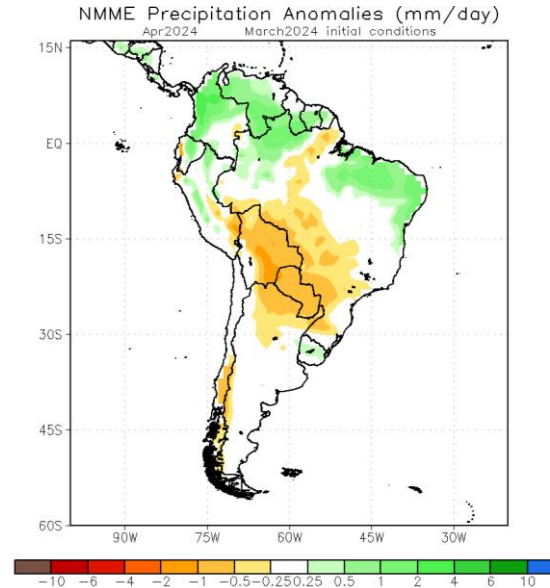 NMME Precipitation Anomalies (mm/day)
Apr2024 March2024 initial conditions
15N
EQ
15S
30S
45S
60S
90W 75W 60W 45W 30W
-10 -6 -4 -2 -1 -0.5 -0.25 0.25 0.5 1 2 4 6 10